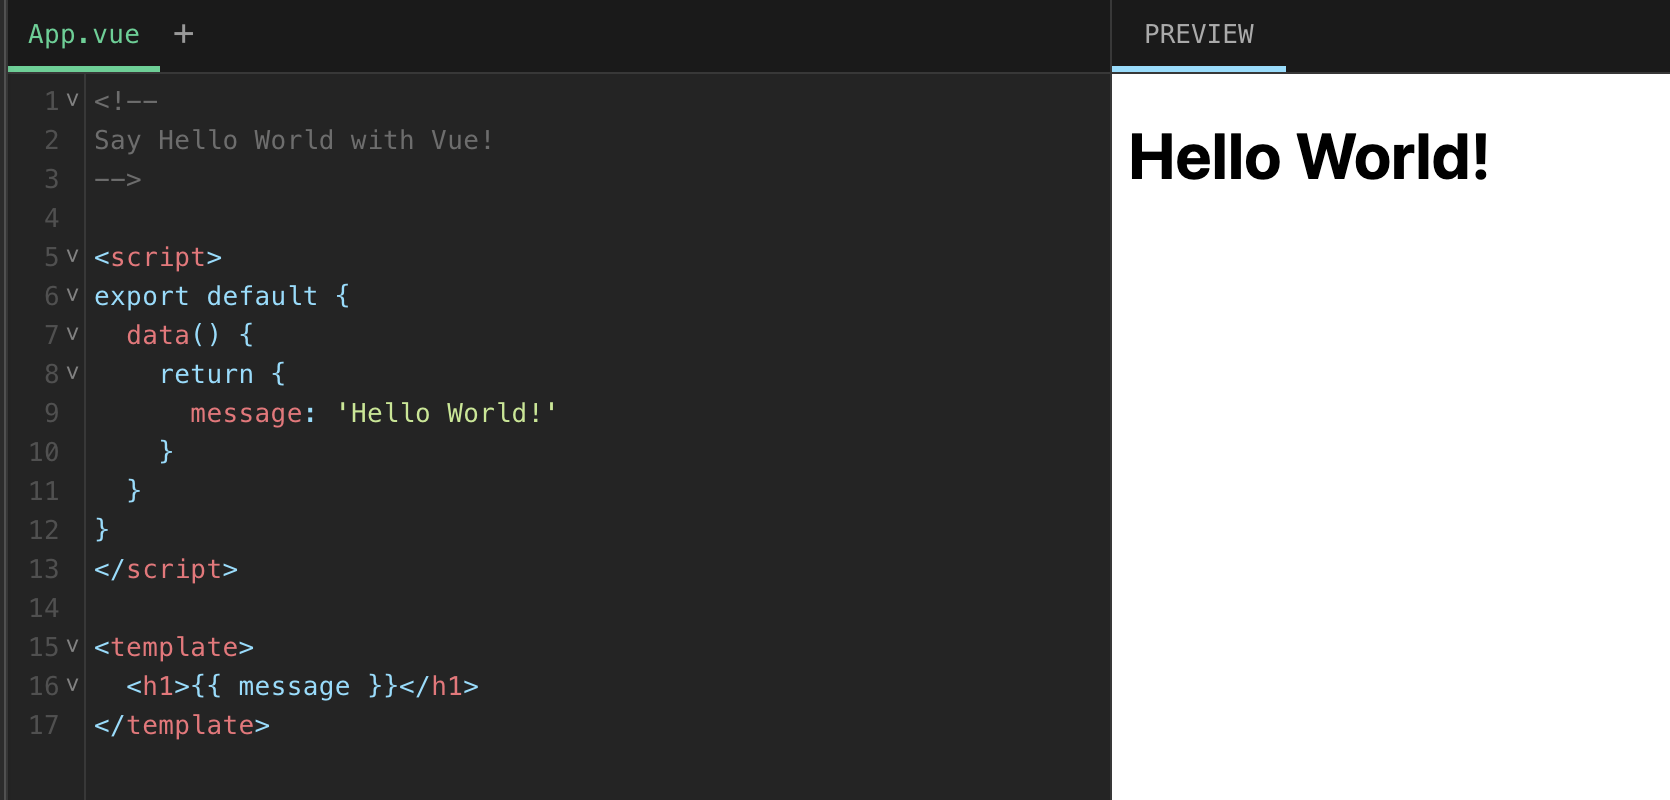 App.vue +
PREVIEW
1 <!--
2 Say Hello World with Vue!
3 -->
4
5 <script>
6 export default {
7   data() {
8     return {
9       message: 'Hello World!'
10     }
11   }
12 }
13 </script>
14
15 <template>
16   <h1>{{ message }}</h1>
17 </template>
Hello World!